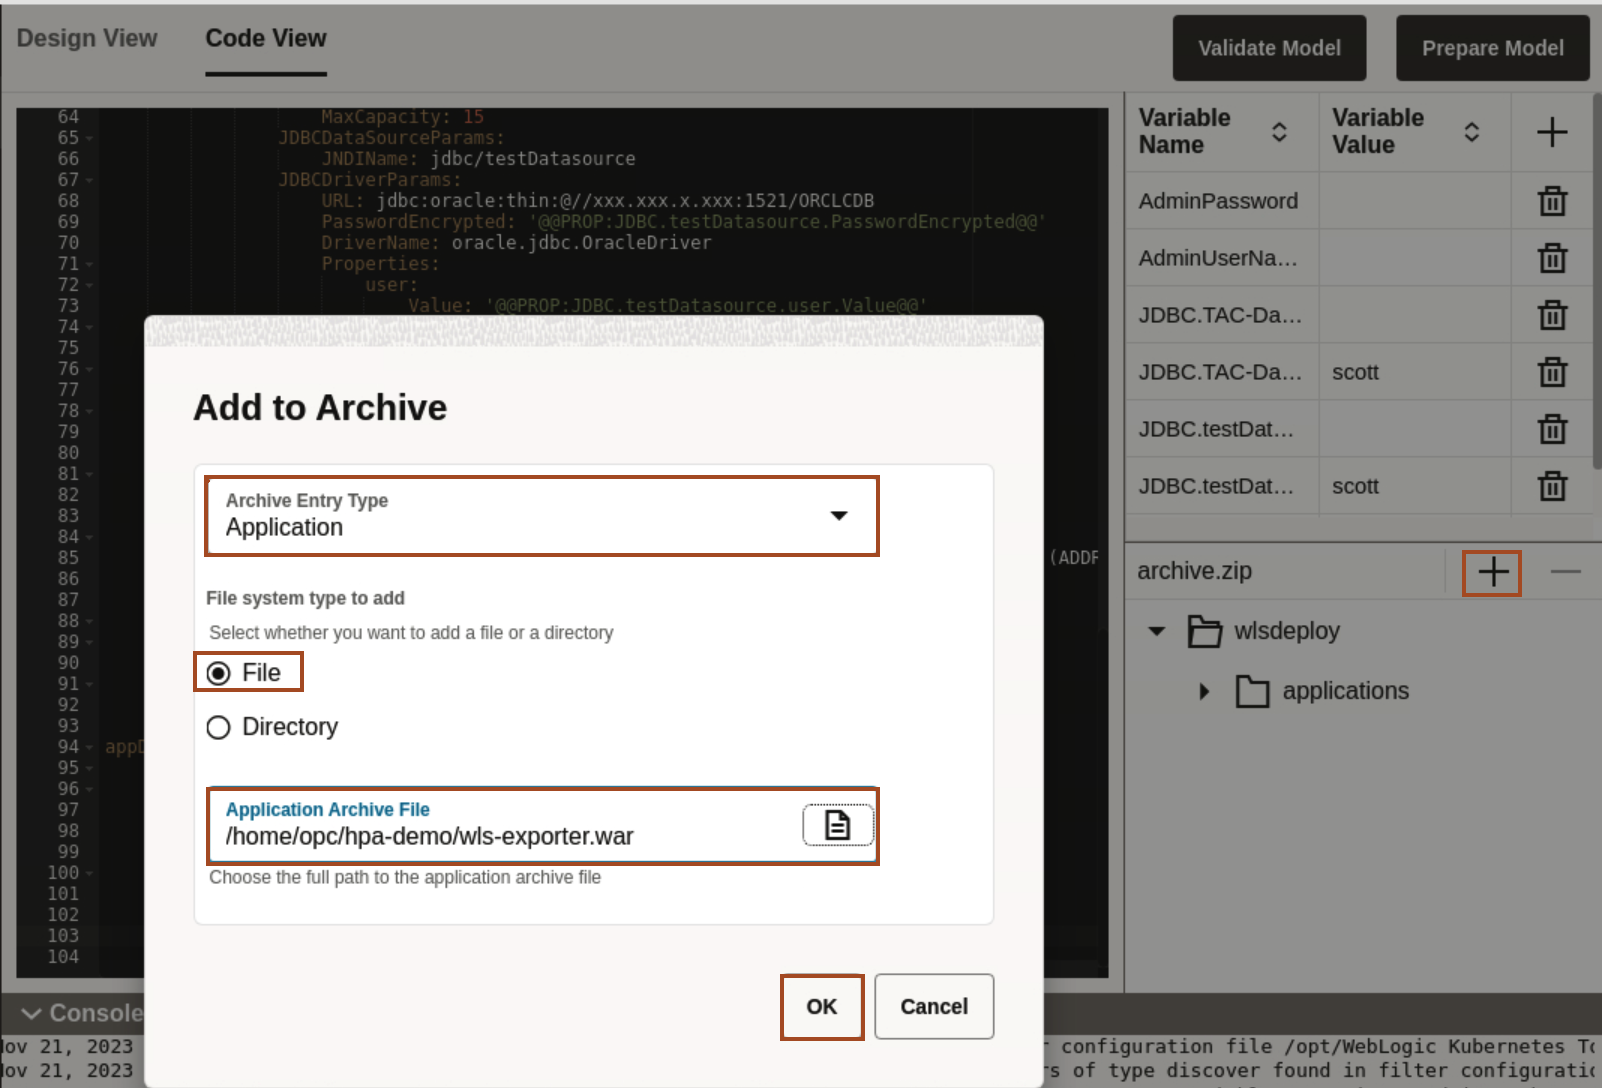 Design View
Code View
Validate Model
Prepare Model
64 MaxCapacity: 15
65 JDBCDataSourceParams:
66 JNDIName: jdbc/testDatasource
67 JDBCDriverParams:
68 URL: jdbc:oracle:thin:@//xxx.xxx.x.xxx:1521/ORCLCDB
69 PasswordEncrypted: '@@PROP:JDBC.testDatasource.PasswordEncrypted@@'
70 DriverName: oracle.jdbc.OracleDriver
71 Properties:
72 user:
73 Value: '@@PROP:JDBC.testDatasource.user.Value@@'
74
75
76
77
78
79
80
81
82
83
84
85 (ADDR
86
87
88
89
90
91
92
93
94 appD
95
96
97
98
99
100
101
102
103
104
Add to Archive
Archive Entry Type
Application
File system type to add
Select whether you want to add a file or a directory
File
Directory
Application Archive File
/home/opc/hpa-demo/wls-exporter.war
Choose the full path to the application archive file
OK
Cancel
Variable Name
Variable Value
AdminPassword
AdminUserNa...
JDBC.TAC-Da...
JDBC.TAC-Da... scott
JDBC.testDat...
JDBC.testDat... scott
archive.zip
wlsdeploy
applications
Console
ov 21, 2023 configuration file /opt/WebLogic Kubernetes To
ov 21, 2023 s of type discover found in filter configuratio